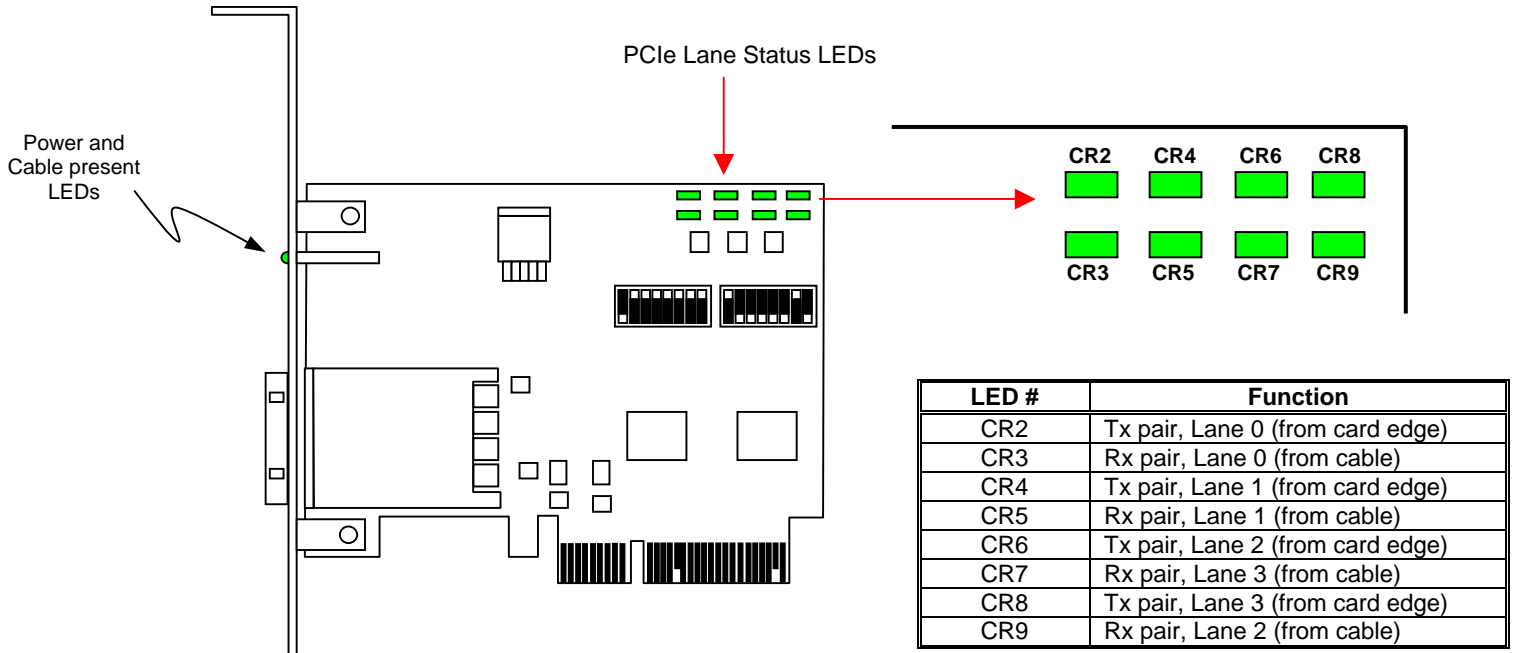 PCIe Lane Status LEDs
Power and
Cable present
LEDs
CR2 CR4 CR6 CR8
CR3 CR5 CR7 CR9
LED # Function
CR2 Tx pair, Lane 0 (from card edge)
CR3 Rx pair, Lane 0 (from cable)
CR4 Tx pair, Lane 1 (from card edge)
CR5 Rx pair, Lane 1 (from cable)
CR6 Tx pair, Lane 2 (from card edge)
CR7 Rx pair, Lane 3 (from cable)
CR8 Tx pair, Lane 3 (from card edge)
CR9 Rx pair, Lane 2 (from cable)